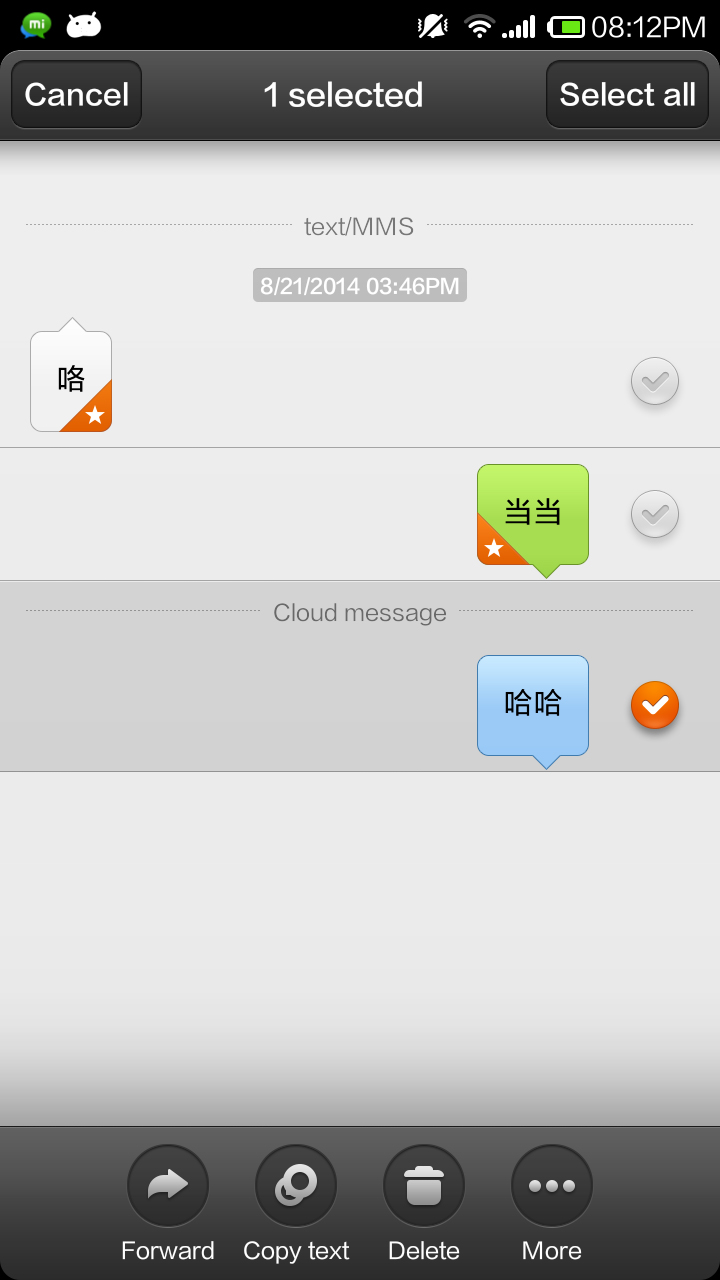 mi
08:12PM
Cancel
1 selected
Select all
text/MMS
8/21/2014 03:46PM
咯
当当
Cloud message
哈哈
Forward
Copy text
Delete
More